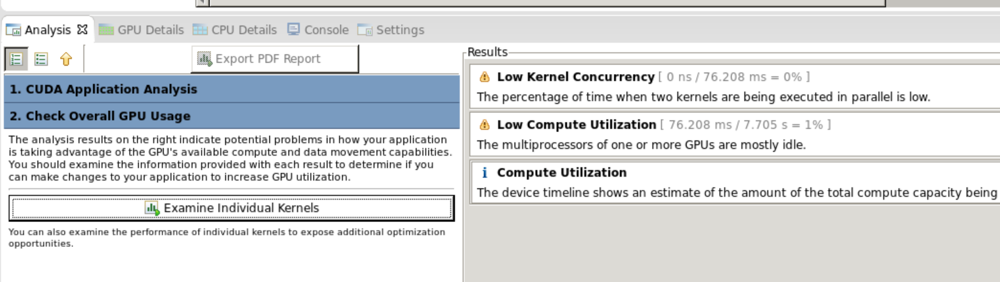 Analysis GPU Details CPU Details Console Settings
Export PDF Report
1. CUDA Application Analysis
2. Check Overall GPU Usage
The analysis results on the right indicate potential problems in how your application
is taking advantage of the GPU's available compute and data movement capabilities.
You should examine the information provided with each result to determine if you
can make changes to your application to increase GPU utilization.
Examine Individual Kernels
You can also examine the performance of individual kernels to expose additional optimization
opportunities.
Results
Low Kernel Concurrency [ 0 ns / 76.208 ms = 0% ]
The percentage of time when two kernels are being executed in parallel is low.
Low Compute Utilization [ 76.208 ms / 7.705 s = 1% ]
The multiprocessors of one or more GPUs are mostly idle.
i Compute Utilization
The device timeline shows an estimate of the amount of the total compute capacity being